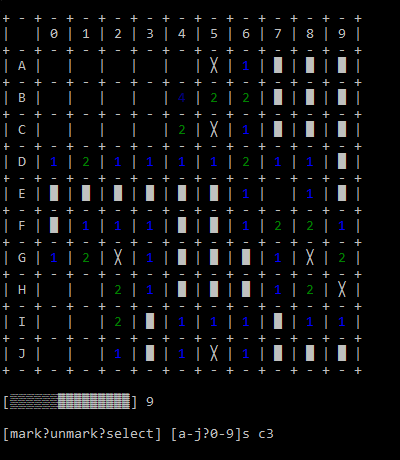 + - + - + - + - + - + - + - + - + - + - + - +
|   | 0 | 1 | 2 | 3 | 4 | 5 | 6 | 7 | 8 | 9 |
+ - + - + - + - + - + - + - + - + - + - + - +
| A |   |   |   |   |   | X | 1 | █ | █ | █ |
+ - + - + - + - + - + - + - + - + - + - + - +
| B |   |   |   |   | 4 | 2 | 2 | █ | █ | █ |
+ - + - + - + - + - + - + - + - + - + - + - +
| C |   |   |   |   | 2 | X | 1 | █ | █ | █ |
+ - + - + - + - + - + - + - + - + - + - + - +
| D | 1 | 2 | 1 | 1 | 1 | 1 | 2 | 1 | 1 | █ |
+ - + - + - + - + - + - + - + - + - + - + - +
| E | █ | █ | █ | █ | █ | █ | 1 |   | 1 | █ |
+ - + - + - + - + - + - + - + - + - + - + - +
| F | █ | 1 | 1 | 1 | █ | █ | 1 | 2 | 2 | 1 |
+ - + - + - + - + - + - + - + - + - + - + - +
| G | 1 | 2 | X | 1 | █ | █ | █ | 1 | X | 2 |
+ - + - + - + - + - + - + - + - + - + - + - +
| H |   |   | 2 | 1 | █ | █ | █ | 1 | 2 | X |
+ - + - + - + - + - + - + - + - + - + - + - +
| I |   |   | 2 | █ | 1 | 1 | 1 | █ | 1 | 1 |
+ - + - + - + - + - + - + - + - + - + - + - +
| J |   |   | 1 | █ | 1 | X | 1 | █ | █ | █ |
+ - + - + - + - + - + - + - + - + - + - + - +
[▒▒▒▒▒▒▓▓▓▓▓▓▓▓▓] 9
[mark?unmark?select] [a-j?0-9]s c3